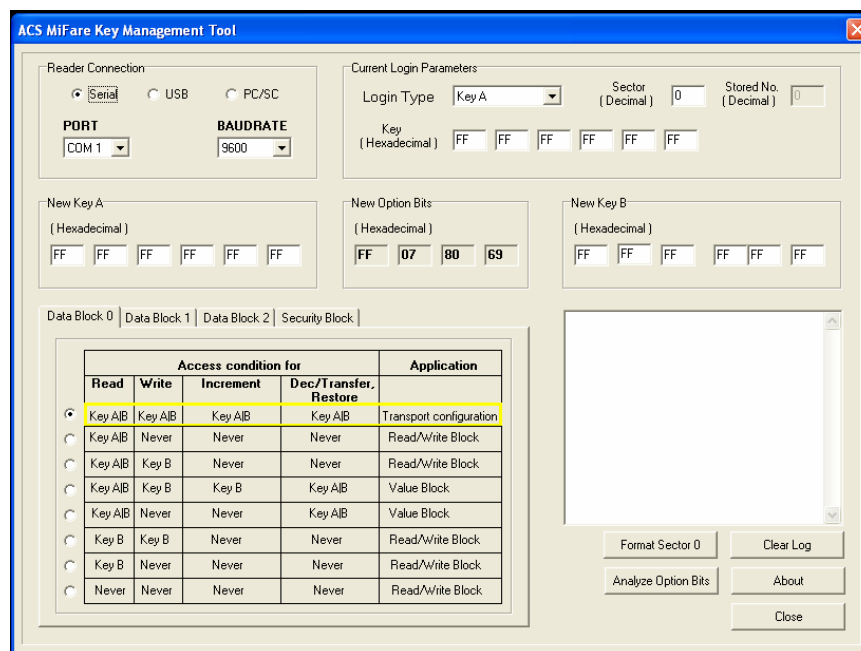 ACS MiFare Key Management Tool
Reader Connection
Serial USB PC/SC
PORT BAUDRATE
COM 1 9600
Current Login Parameters
Login Type Key A Sector (Decimal) 0 Stored No. (Decimal) 0
Key (Hexadecimal) FF FF FF FF FF FF
New Key A
(Hexadecimal)
FF FF FF FF FF FF
New Option Bits
(Hexadecimal)
FF 07 80 69
New Key B
(Hexadecimal)
FF FF FF FF FF FF
Data Block 0 Data Block 1 Data Block 2 Security Block
Access condition for Application
Read Write Increment Dec/Transfer, Restore
Key A|B Key A|B Key A|B Key A|B Transport configuration
Key A|B Never Never Never Read/Write Block
Key A|B Key B Never Never Read/Write Block
Key A|B Key B Key B Key A|B Value Block
Key A|B Never Never Key A|B Value Block
Key B Key B Never Never Read/Write Block
Key B Never Never Never Read/Write Block
Never Never Never Never Read/Write Block
Format Sector 0 Clear Log
Analyze Option Bits About
Close